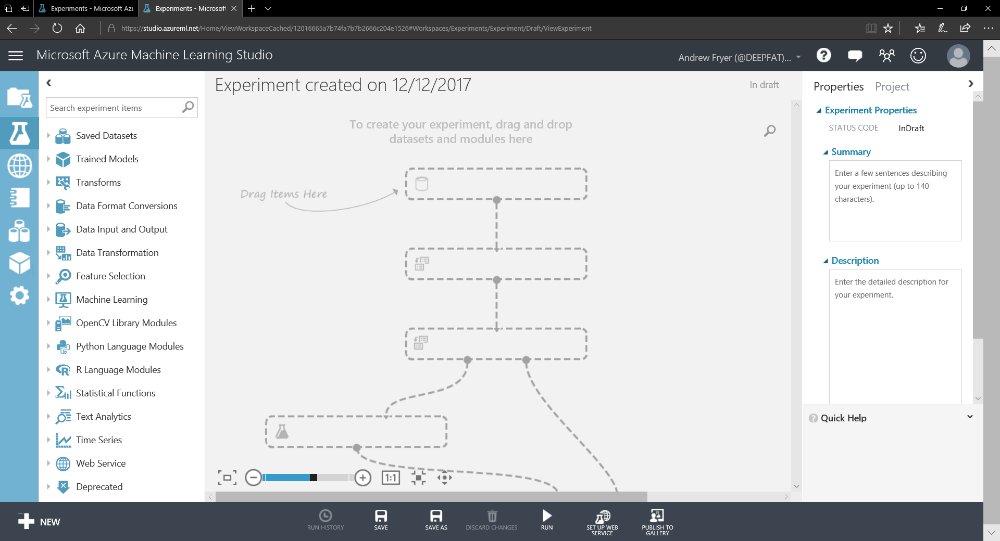 Experiments - Microsoft Az
Experiments - Microsoft
https://studio.azureml.net/Home/ViewWorkspaceCached/12016665a7b74fa7b7b2666c204e1526#Workspaces/Experiments/Experiment/Draft/ViewExperiment
Microsoft Azure Machine Learning Studio
Andrew Fryer (@DEEPFAT)...
Search experiment items
Saved Datasets
Trained Models
Transforms
Data Format Conversions
Data Input and Output
Data Transformation
Feature Selection
Machine Learning
OpenCV Library Modules
Python Language Modules
R Language Modules
Statistical Functions
Text Analytics
Time Series
Web Service
Deprecated
Experiment created on 12/12/2017
In draft
To create your experiment, drag and drop
datasets and modules here
Drag Items Here
1:1
Properties Project
Experiment Properties
STATUS CODE InDraft
Summary
Enter a few sentences describing
your experiment (up to 140
characters).
Description
Enter the detailed description for
your experiment.
Quick Help
NEW
RUN HISTORY
SAVE
SAVE AS
DISCARD CHANGES
RUN
SET UP WEB
SERVICE
PUBLISH TO
GALLERY